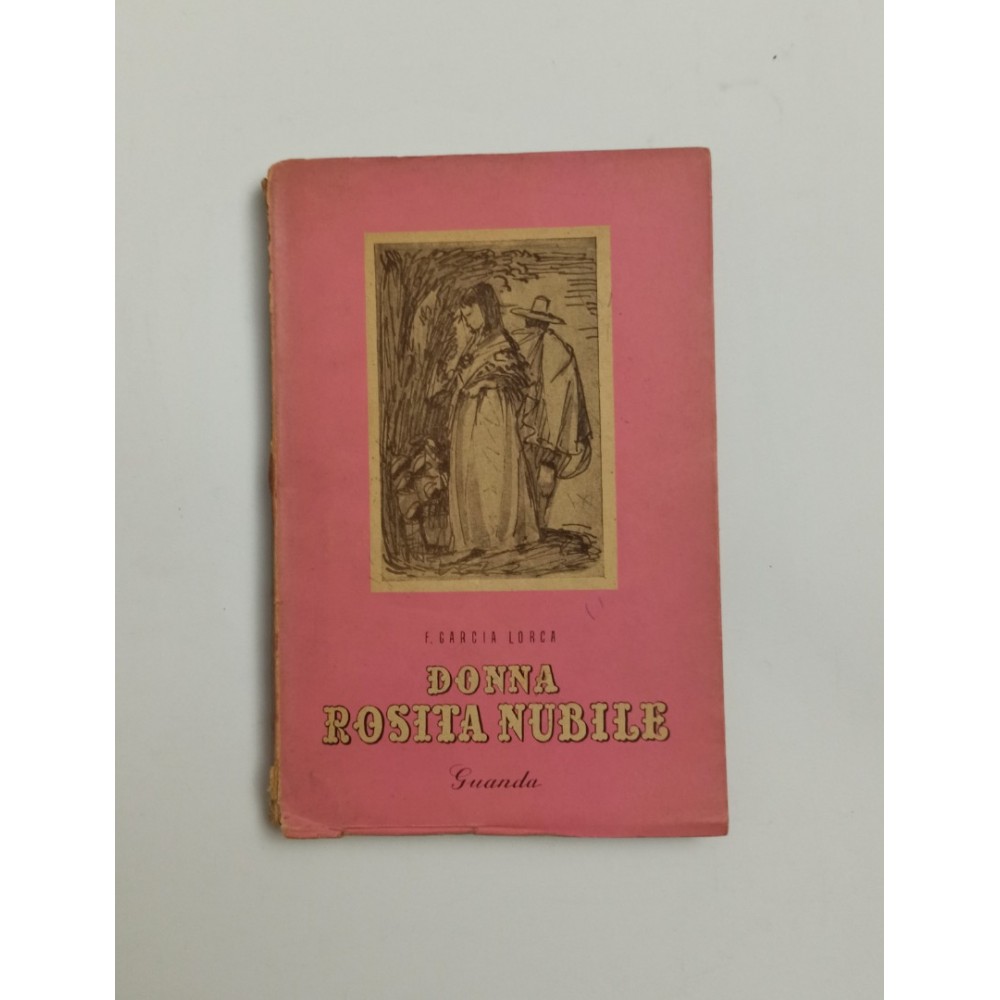 F. GARCIA LORCA
DONNA
ROSITA NUBILE
Guanda